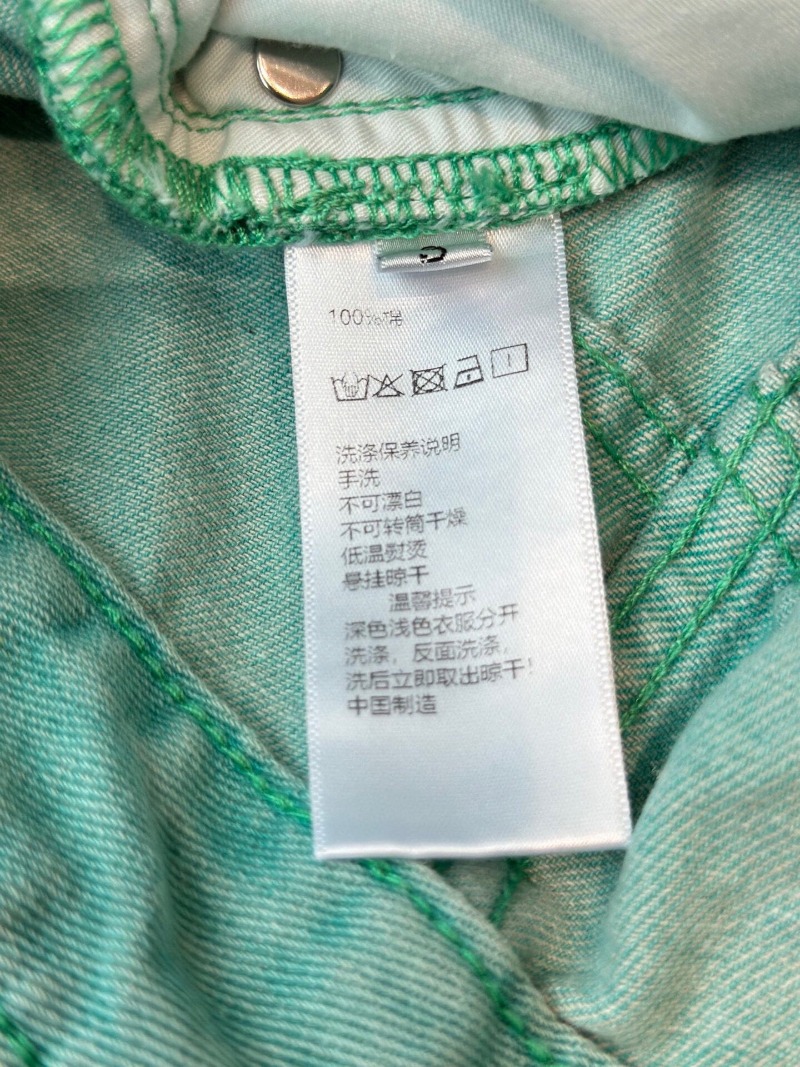 100%棉
洗涤保养说明
手洗
不可漂白
不可转筒干燥
低温熨烫
悬挂晾干
温馨提示
深色浅色衣服分开
洗涤，反面洗涤，
洗后立即取出晾干！
中国制造